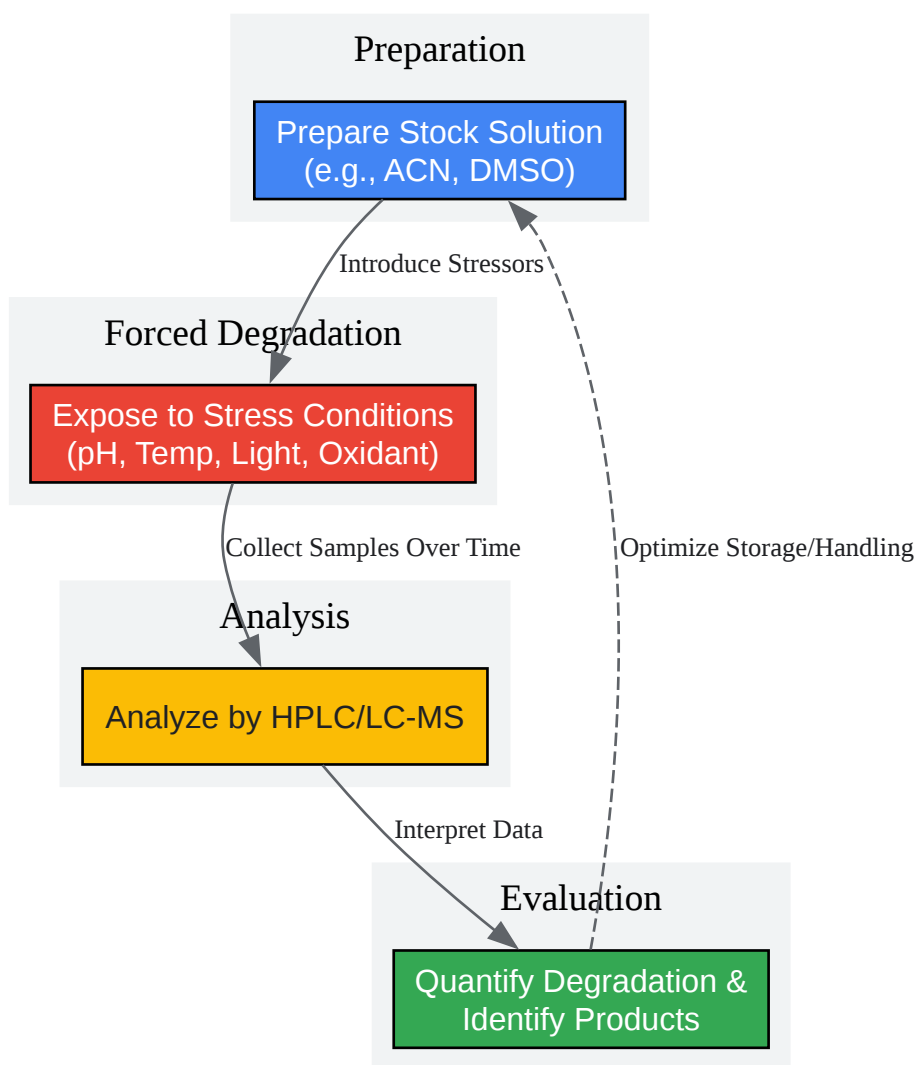 Preparation
Prepare Stock Solution
(e.g., ACN, DMSO)
Introduce Stressors
Forced Degradation
Expose to Stress Conditions
(pH, Temp, Light, Oxidant)
Collect Samples Over Time
Optimize Storage/Handling
Analysis
Analyze by HPLC/LC-MS
Interpret Data
Evaluation
Quantify Degradation &
Identify Products